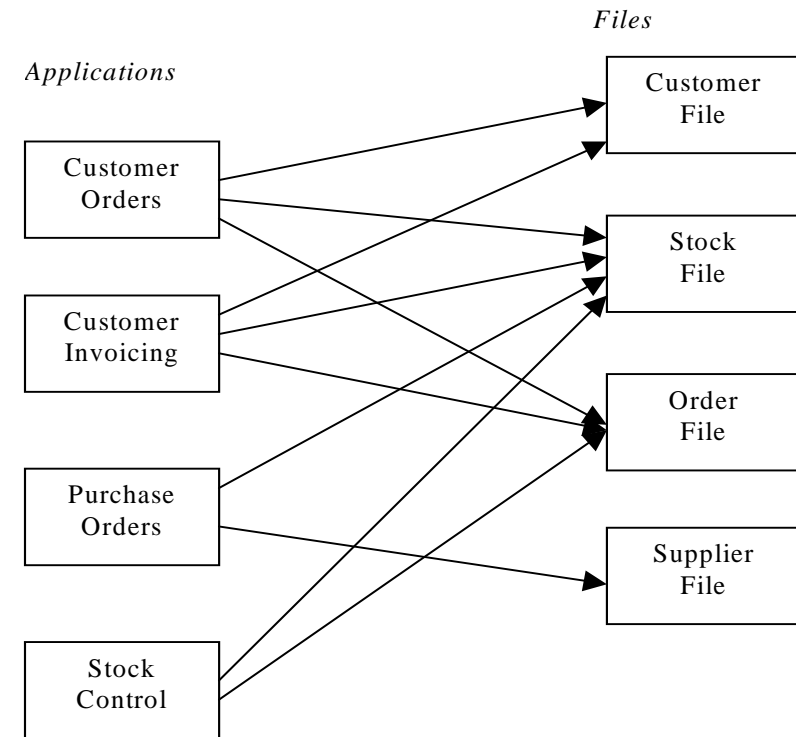 Files
Applications
Customer
File
Customer
Orders
Stock
File
Customer
Invoicing
Order
File
Purchase
Orders
Supplier
File
Stock
Control